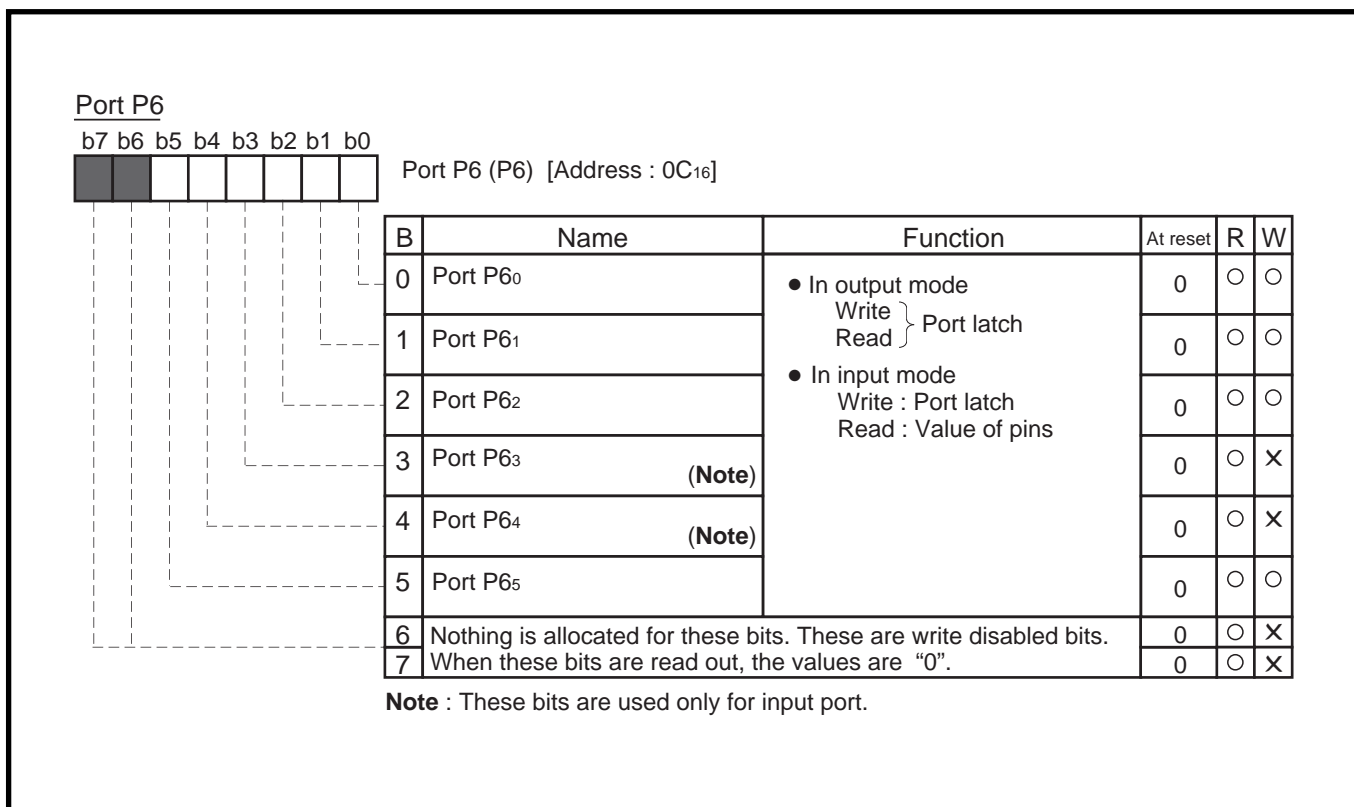 Port P6
b7 b6 b5 b4 b3 b2 b1 b0
Port P6 (P6) [Address : 0C16]
B Name Function At reset R W
0 Port P60 0 ○ ○
● In output mode
Write
Read } Port latch
1 Port P61 0 ○ ○
● In input mode
2 Port P62 0 ○ ○
Write : Port latch
Read : Value of pins
3 Port P63 (Note) 0 ○ ×
4 Port P64 (Note) 0 ○ ×
5 Port P65 0 ○ ○
6 Nothing is allocated for these bits. These are write disabled bits. 0 ○ ×
7 When these bits are read out, the values are “0”. 0 ○ ×
Note : These bits are used only for input port.